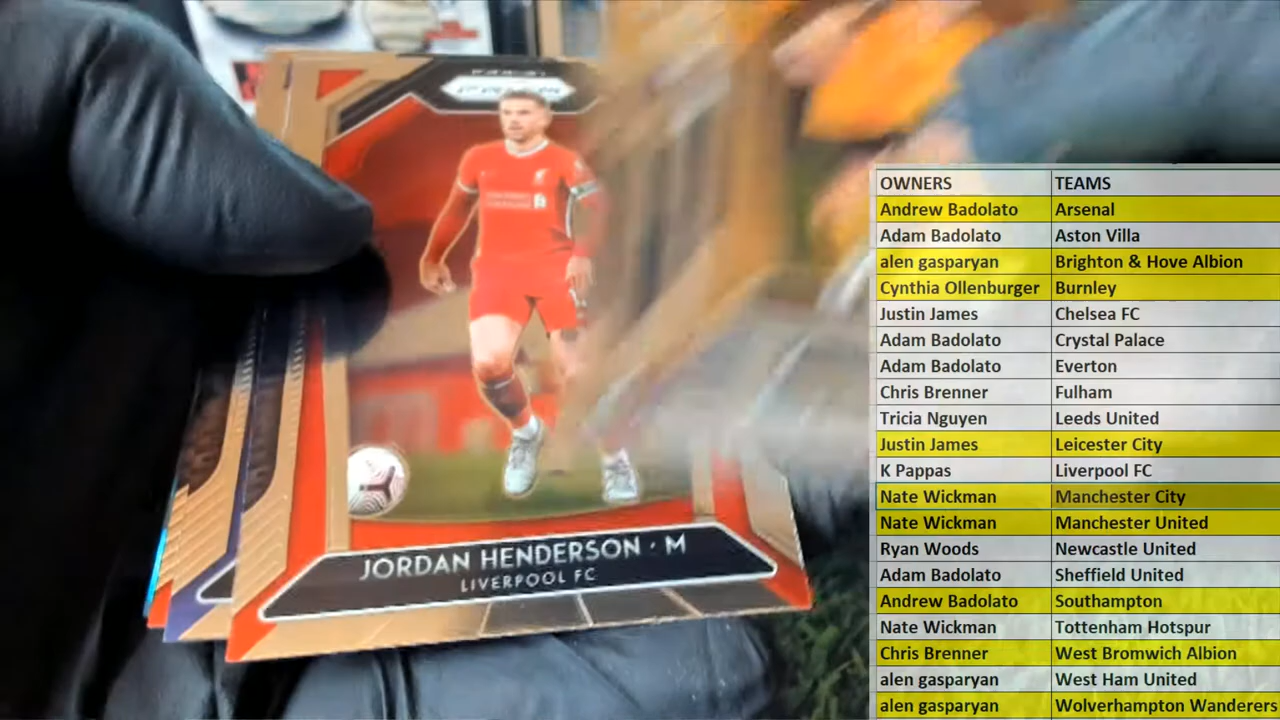 PRIZM
JORDAN HENDERSON · M
LIVERPOOL FC
OWNERS TEAMS
Andrew Badolato Arsenal
Adam Badolato Aston Villa
alen gasparyan Brighton & Hove Albion
Cynthia Ollenburger Burnley
Justin James Chelsea FC
Adam Badolato Crystal Palace
Adam Badolato Everton
Chris Brenner Fulham
Tricia Nguyen Leeds United
Justin James Leicester City
K Pappas Liverpool FC
Nate Wickman Manchester City
Nate Wickman Manchester United
Ryan Woods Newcastle United
Adam Badolato Sheffield United
Andrew Badolato Southampton
Nate Wickman Tottenham Hotspur
Chris Brenner West Bromwich Albion
alen gasparyan West Ham United
alen gasparyan Wolverhampton Wanderers